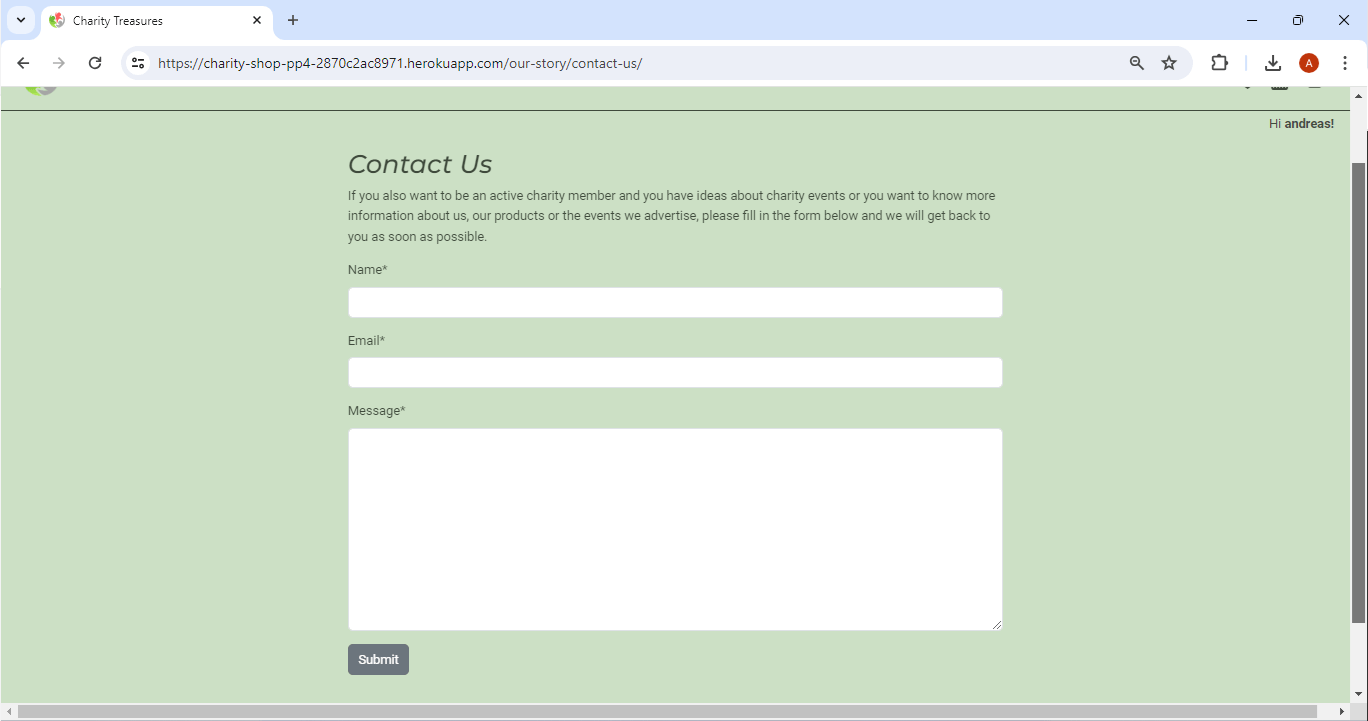 Charity Treasures
https://charity-shop-pp4-2870c2ac8971.herokuapp.com/our-story/contact-us/
A
Hi andreas!
Contact Us
If you also want to be an active charity member and you have ideas about charity events or you want to know more
information about us, our products or the events we advertise, please fill in the form below and we will get back to
you as soon as possible.
Name*
Email*
Message*
Submit